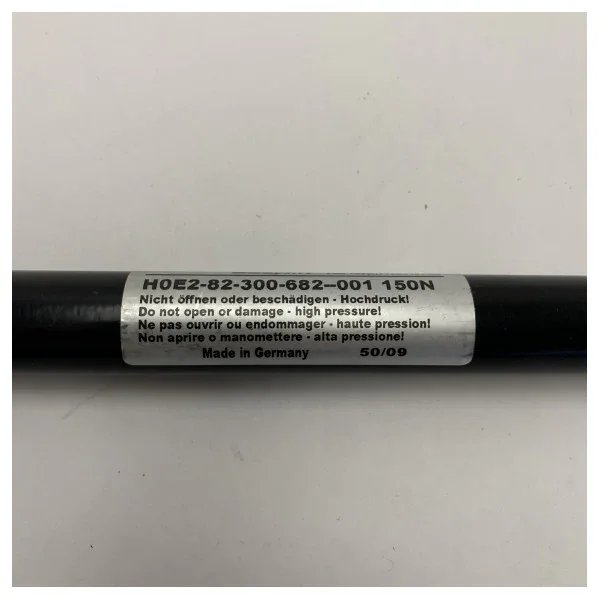 H0E2-82-300-682--001 150N
Nicht öffnen oder beschädigen - Hochdruck!
Do not open or damage - high pressure!
Ne pas ouvrir ou endommager - haute pression!
Non aprire o manomettere - alta pressione!
Made in Germany 50/09